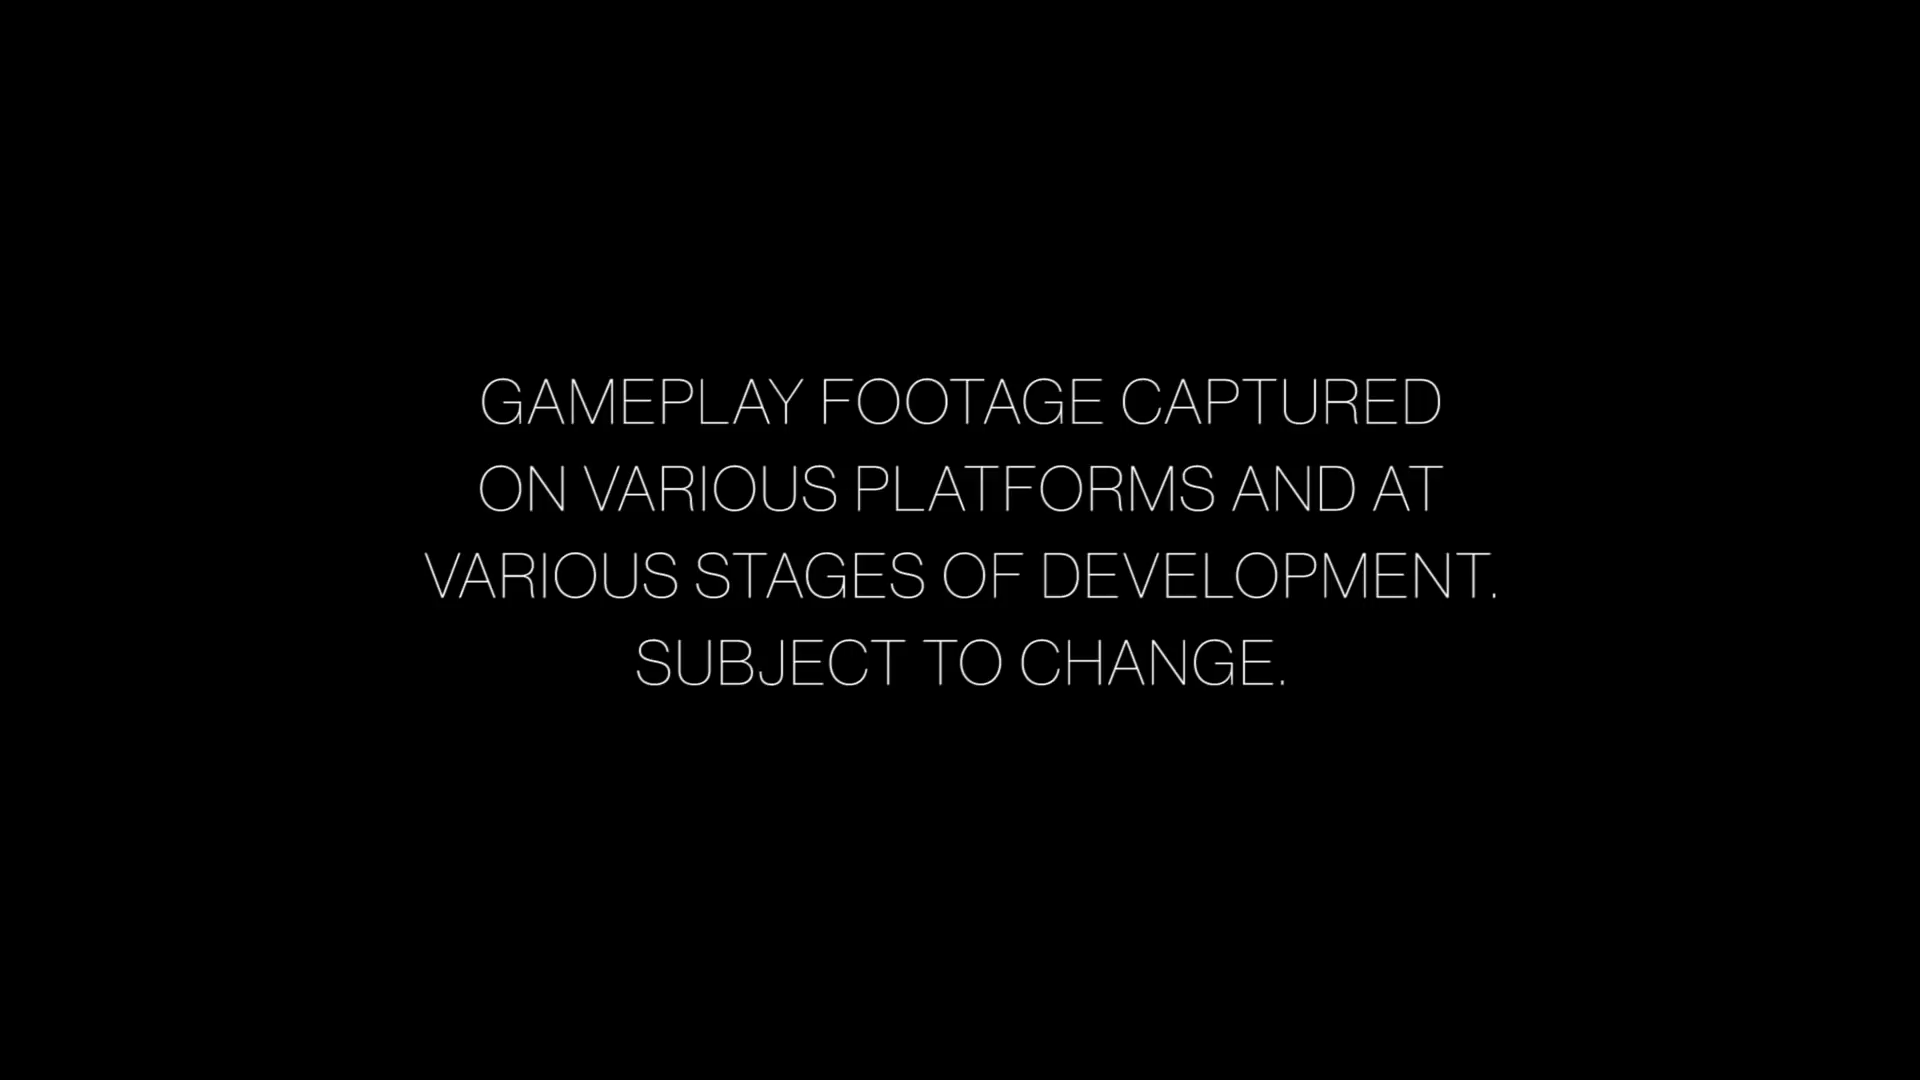 GAMEPLAY FOOTAGE CAPTURED
ON VARIOUS PLATFORMS AND AT
VARIOUS STAGES OF DEVELOPMENT.
SUBJECT TO CHANGE.